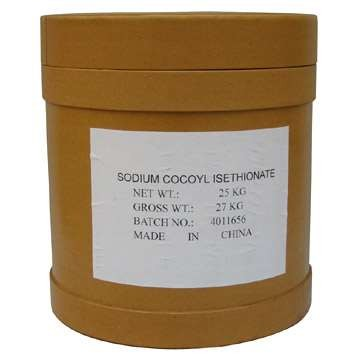 SODIUM COCOYL ISETHIONATE
NET WT.: 25 KG
GROSS WT.: 27 KG
BATCH NO.: 4011656
MADE IN CHINA